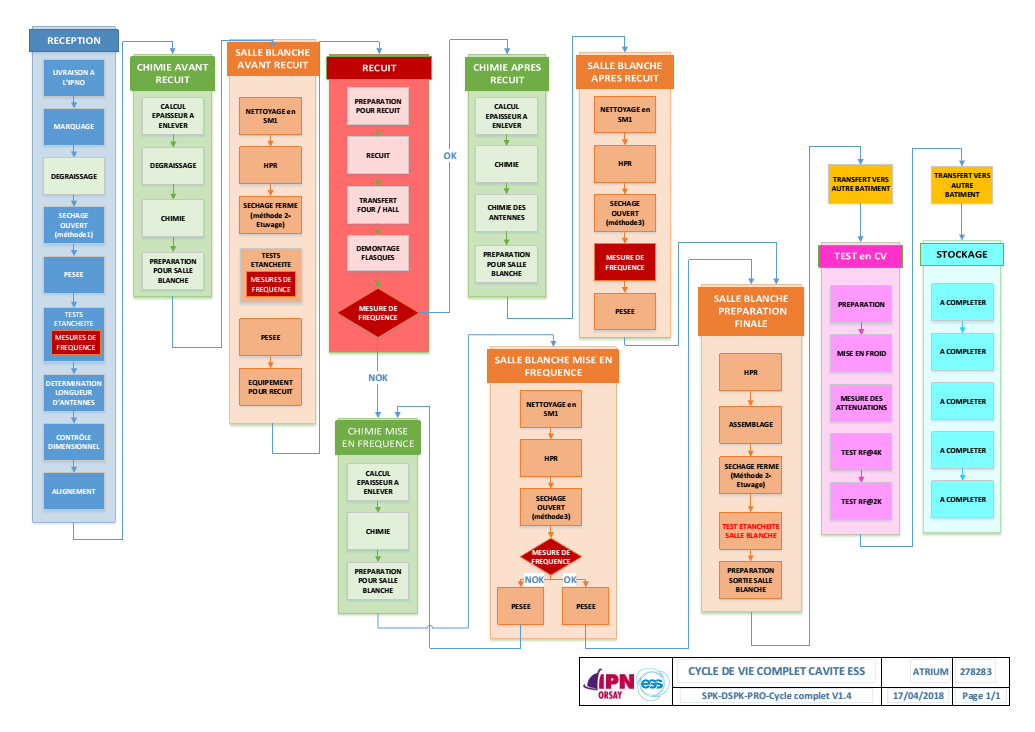 RECEPTION
LIVRAISON A
L'IPNO
MARQUAGE
DEGRAISSAGE
SECHAGE
OUVERT
(méthode1)
PESEE
TESTS
ETANCHEITE
MESURES DE
FREQUENCE
DETERMINATION
LONGUEUR
D'ANTENNES
CONTRÔLE
DIMENSIONNEL
ALIGNEMENT
CHIMIE AVANT
RECUIT
CALCUL
EPAISSEUR A
ENLEVER
DEGRAISSAGE
CHIMIE
PREPARATION
POUR SALLE
BLANCHE
SALLE BLANCHE
AVANT RECUIT
NETTOYAGE en
SM1
HPR
SECHAGE FERME
(méthode 2-
Etuvage)
TESTS
ETANCHEITE
MESURES DE
FREQUENCE
PESEE
EQUIPEMENT
POUR RECUIT
RECUIT
PREPARATION
POUR RECUIT
RECUIT
TRANSFERT
FOUR / HALL
DEMONTAGE
FLASQUES
MESURE DE
FREQUENCE
OK
NOK
CHIMIE MISE
EN FREQUENCE
CALCUL
EPAISSEUR A
ENLEVER
CHIMIE
PREPARATION
POUR SALLE
BLANCHE
CHIMIE APRES
RECUIT
CALCUL
EPAISSEUR A
ENLEVER
CHIMIE
CHIMIE DES
ANTENNES
PREPARATION
POUR SALLE
BLANCHE
SALLE BLANCHE
APRES RECUIT
NETTOYAGE en
SM1
HPR
SECHAGE
OUVERT
(méthode3)
MESURE DE
FREQUENCE
PESEE
SALLE BLANCHE MISE EN
FREQUENCE
NETTOYAGE en
SM1
HPR
SECHAGE
OUVERT
(méthode3)
MESURE DE
FREQUENCE
NOK
OK
PESEE
PESEE
SALLE BLANCHE
PREPARATION
FINALE
HPR
ASSEMBLAGE
SECHAGE FERME
(Méthode 2-
Etuvage)
TEST ETANCHEITE
SALLE BLANCHE
PREPARATION
SORTIE SALLE
BLANCHE
TRANSFERT VERS
AUTRE BATIMENT
TEST en CV
PREPARATION
MISE EN FROID
MESURE DES
ATTENUATIONS
TEST RF@4K
TEST RF@2K
TRANSFERT VERS
AUTRE
BATIMENT
STOCKAGE
A COMPLETER
A COMPLETER
A COMPLETER
A COMPLETER
A COMPLETER
IPN
ORSAY
ess
CYCLE DE VIE COMPLET CAVITE ESS
ATRIUM
278283
SPK-DSPK-PRO-Cycle complet V1.4
17/04/2018
Page 1/1